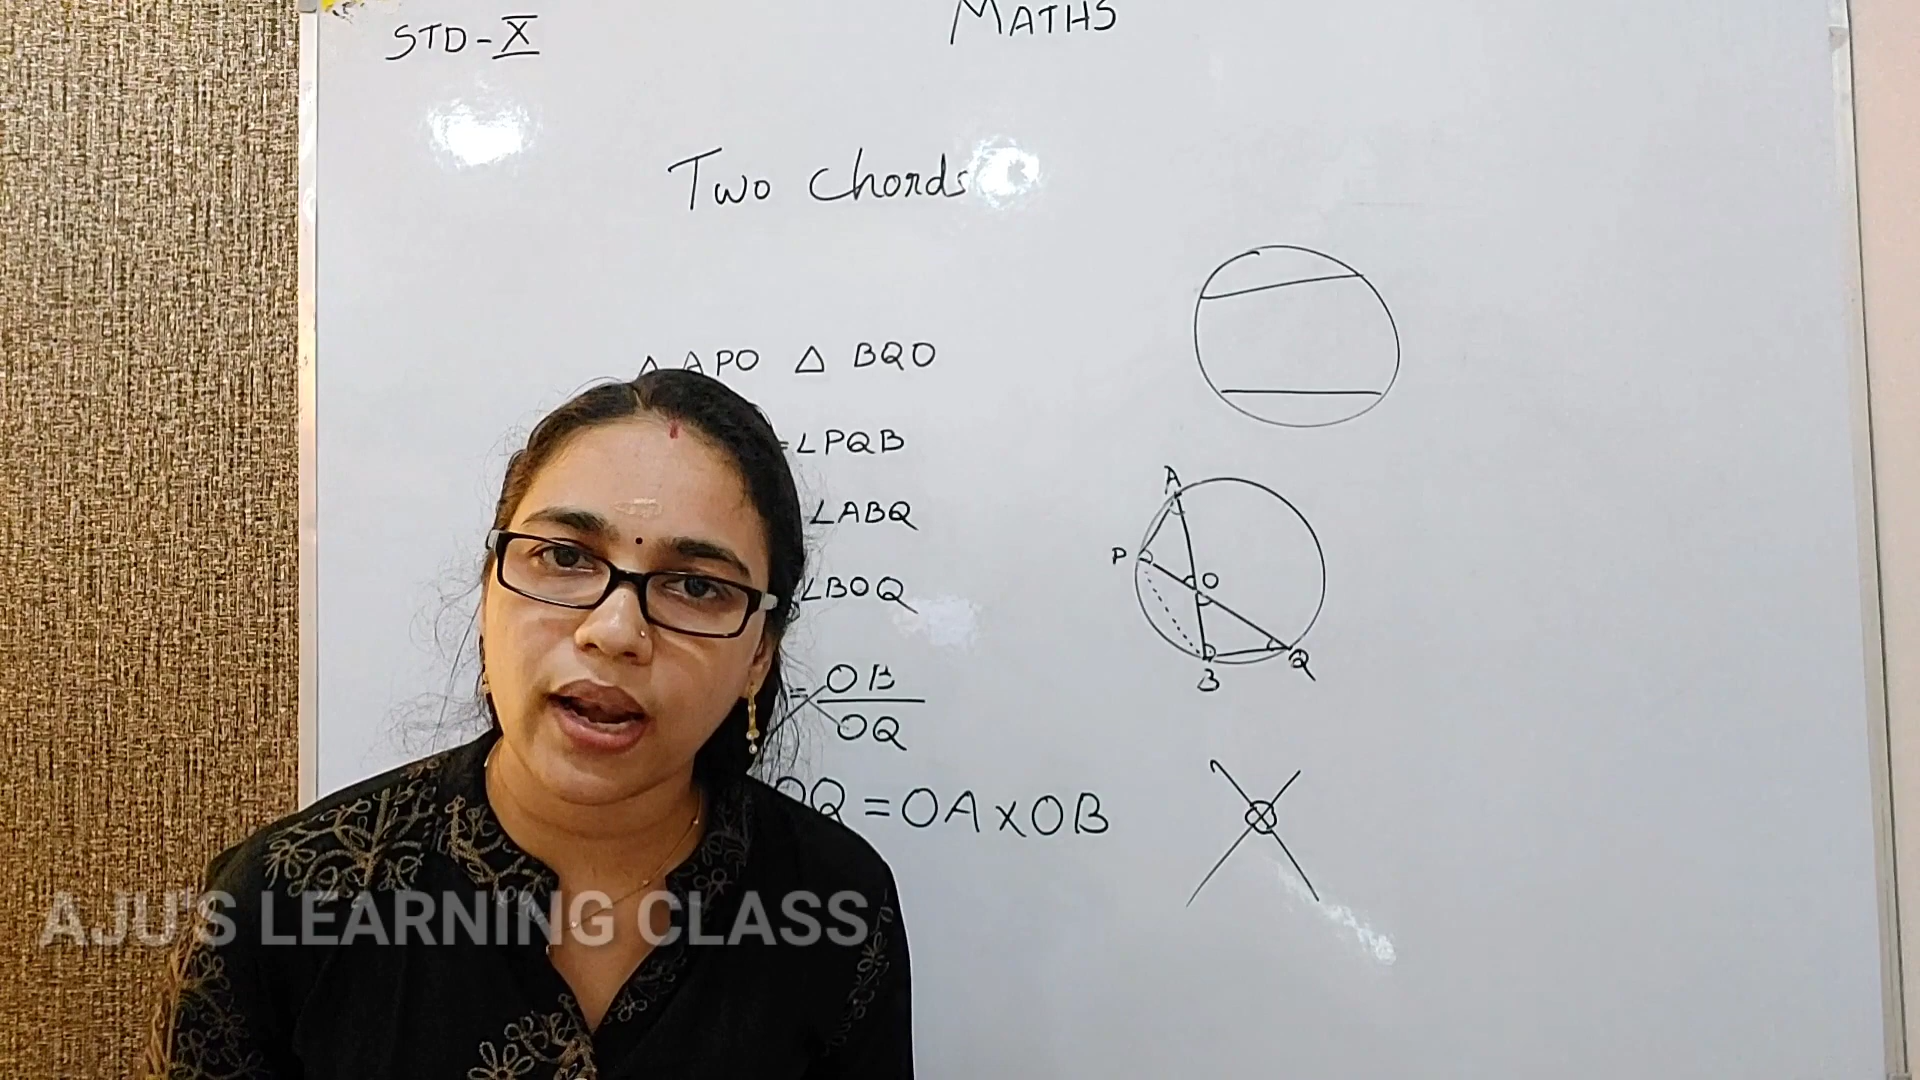 STD-X
MATHS
Two chords
△ APO △ BQO
=∠PQB
∠ABQ
∠BOQ
= OB
OQ
OQ = OA x OB
A
P
O
B
Q
AJU'S LEARNING CLASS